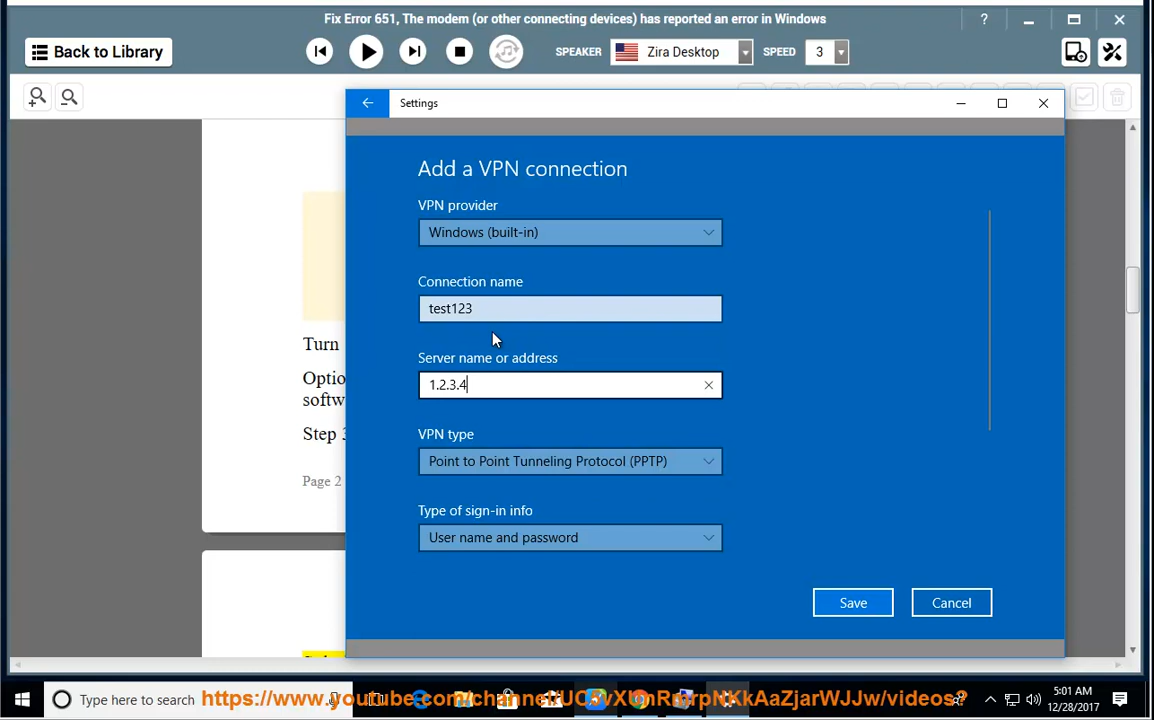 Fix Error 651, The modem (or other connecting devices) has reported an error in Windows
?
Back to Library
SPEAKER
Zira Desktop
SPEED
3
Settings
Add a VPN connection
VPN provider
Windows (built-in)
Connection name
test123
Server name or address
1.2.3.4
VPN type
Point to Point Tunneling Protocol (PPTP)
Type of sign-in info
User name and password
Save
Cancel
Turn
Optio
softw
Step 3
Page 2
Type here to search
5:01 AM
12/28/2017